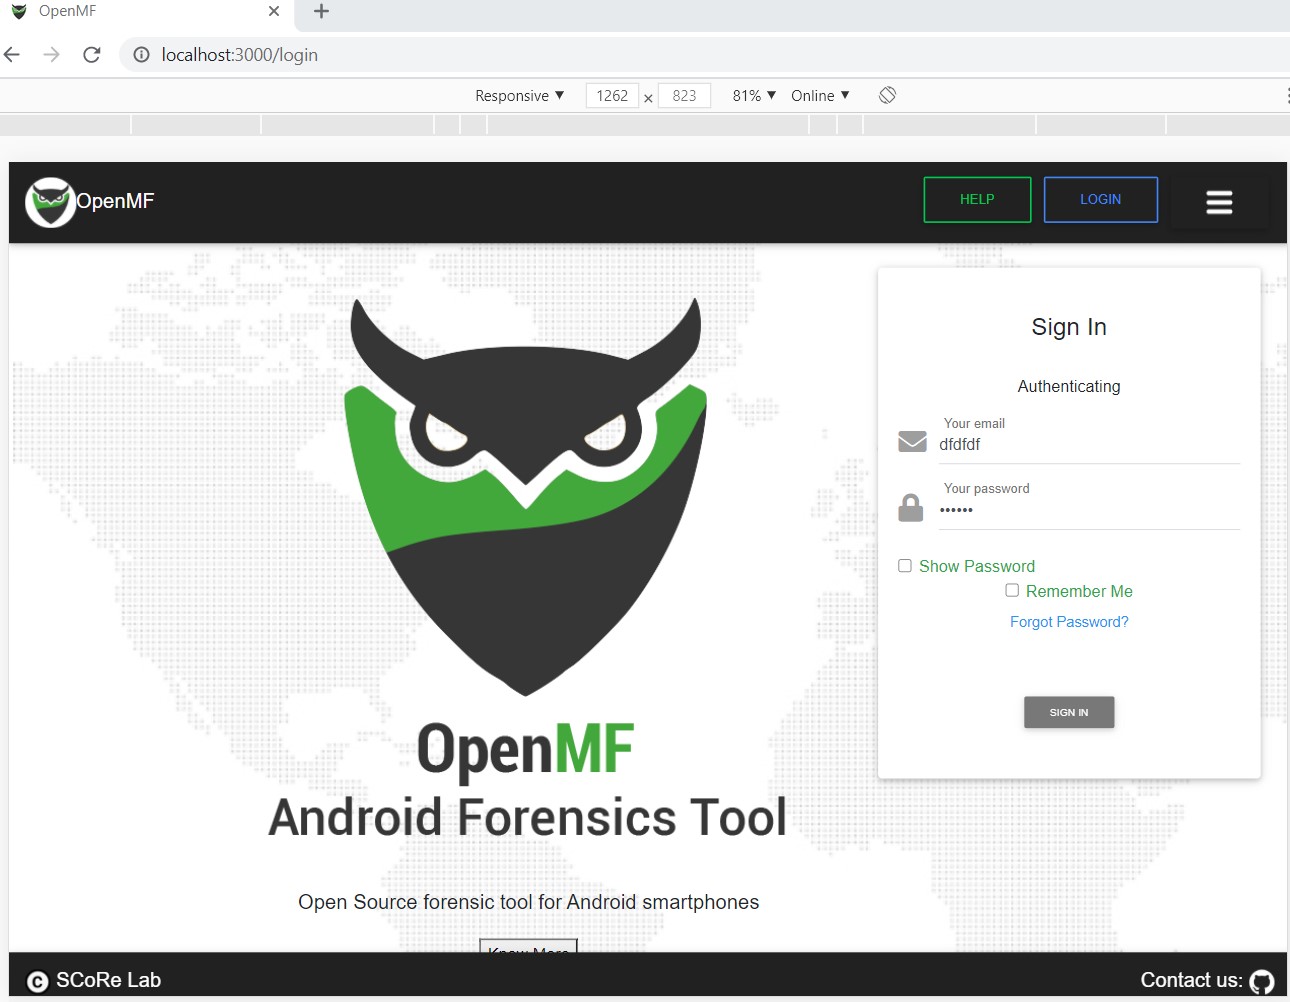 OpenMF
localhost:3000/login
Responsive 1262 x 823 81% Online
OpenMF
HELP
LOGIN
Sign In
Authenticating
Your email
dfdfdf
Your password
••••••
Show Password
Remember Me
Forgot Password?
SIGN IN
OpenMF
Android Forensics Tool
Open Source forensic tool for Android smartphones
Know More
C SCoRe Lab
Contact us: